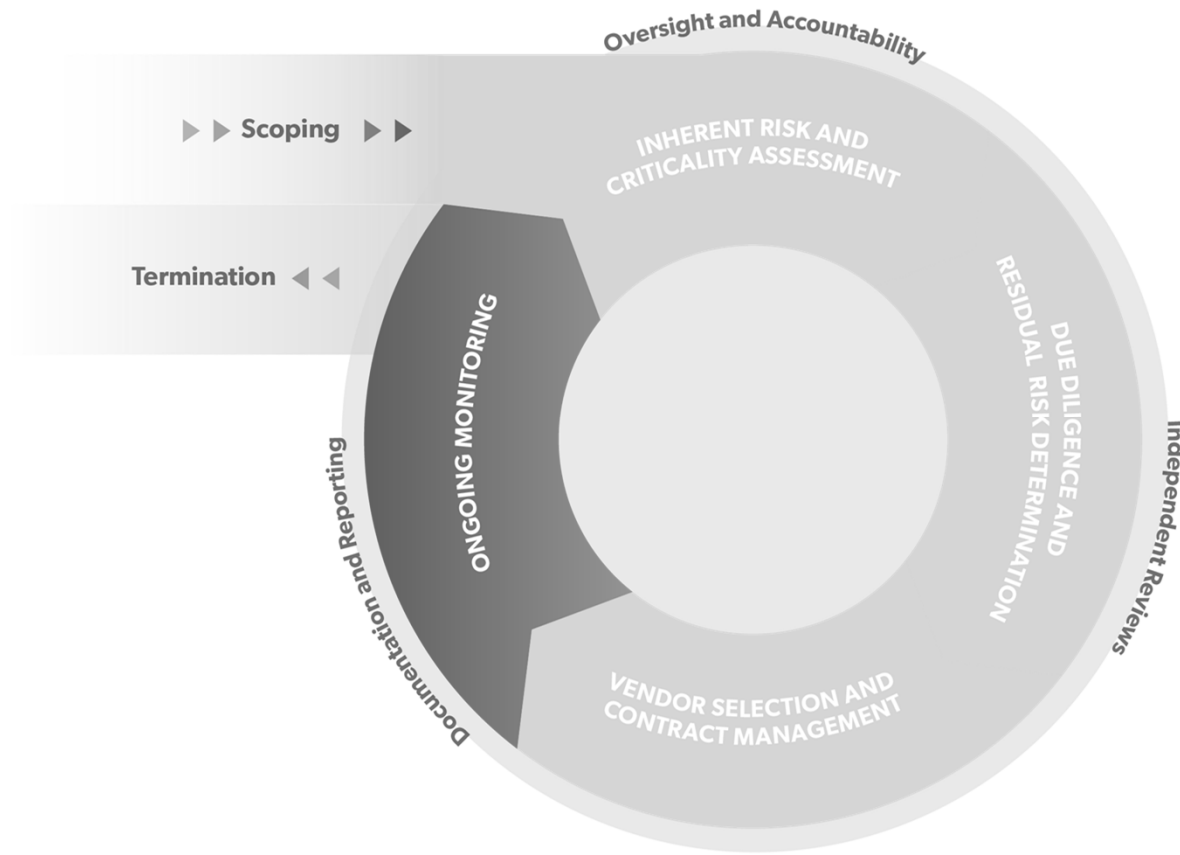 Oversight and Accountability
Scoping
INHERENT RISK AND
CRITICALITY ASSESSMENT
Termination
DUE DILIGENCE AND
RESIDUAL RISK DETERMINATION
Independent Reviews
VENDOR SELECTION AND
CONTRACT MANAGEMENT
ONGOING MONITORING
Documentation and Reporting